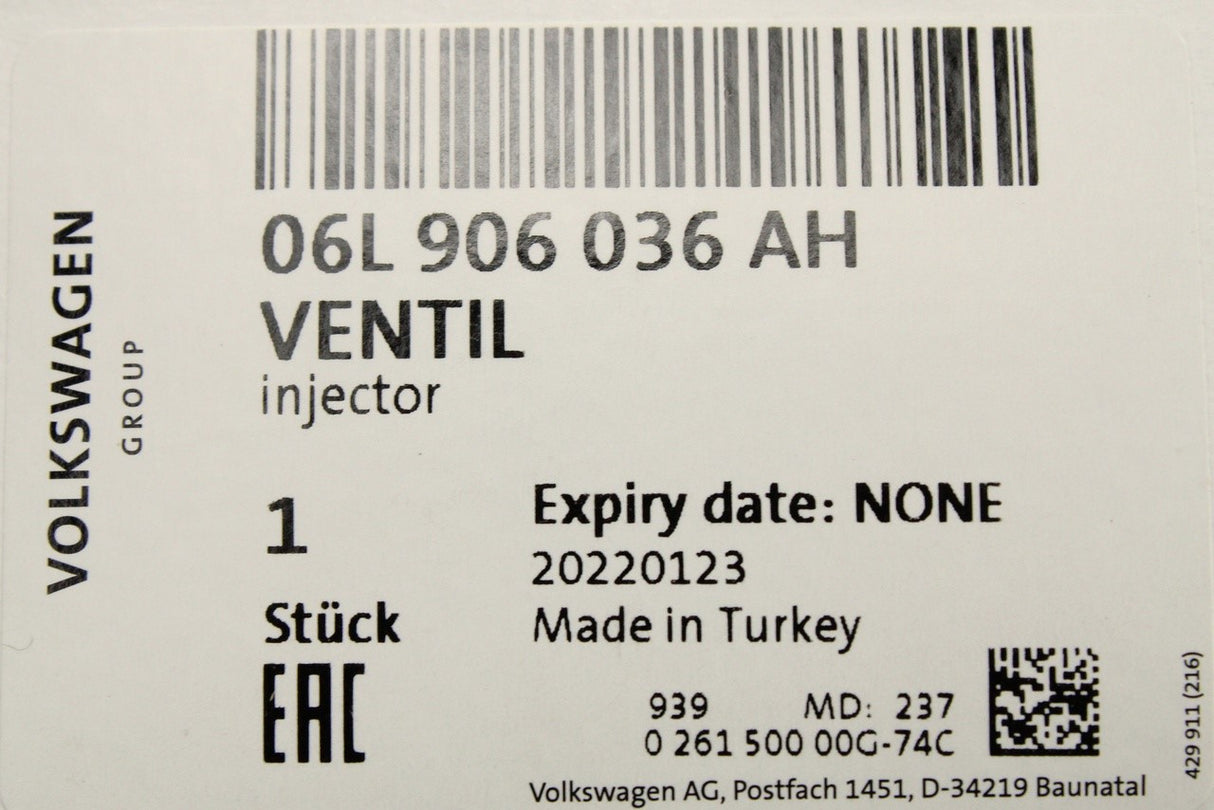 VOLKSWAGEN
GROUP
06L 906 036 AH
VENTIL
injector
1
Stück
EAC
Expiry date: NONE
20220123
Made in Turkey
939 MD: 237
0 261 500 00G-74C
Volkswagen AG, Postfach 1451, D-34219 Baunatal
429 911 (216)